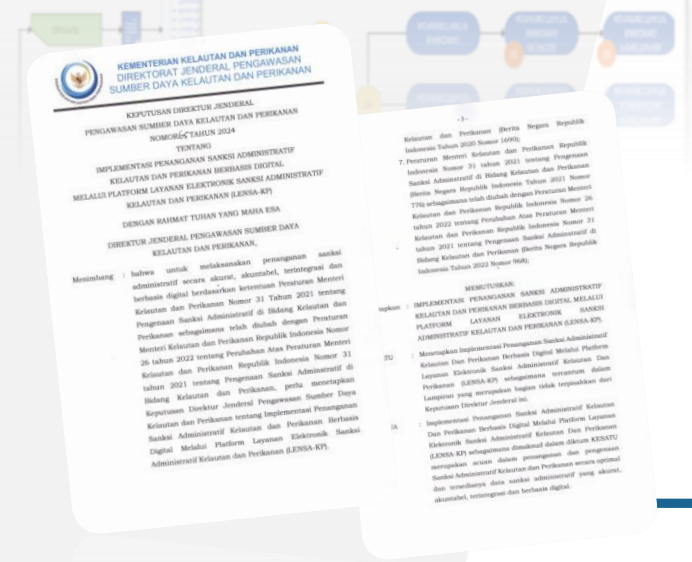 KEMENTERIAN KELAUTAN DAN PERIKANAN
DIREKTORAT JENDERAL PENGAWASAN
SUMBER DAYA KELAUTAN DAN PERIKANAN
KEPUTUSAN DIREKTUR JENDERAL
PENGAWASAN SUMBER DAYA KELAUTAN DAN PERIKANAN
NOMOR 65 TAHUN 2024
TENTANG
IMPLEMENTASI PENANGANAN SANKSI ADMINISTRATIF
KELAUTAN DAN PERIKANAN BERBASIS DIGITAL
MELALUI PLATFORM LAYANAN ELEKTRONIK SANKSI ADMINISTRATIF
KELAUTAN DAN PERIKANAN (LENSA-KP)
DENGAN RAHMAT TUHAN YANG MAHA ESA
DIREKTUR JENDERAL PENGAWASAN SUMBER DAYA
KELAUTAN DAN PERIKANAN,
Menimbang : bahwa untuk melaksanakan penanganan sanksi
administratif secara akurat, akuntabel, terintegrasi dan
berbasis digital berdasarkan ketentuan Peraturan Menteri
Kelautan dan Perikanan Nomor 31 Tahun 2021 tentang
Pengenaan Sanksi Administratif di Bidang Kelautan dan
Perikanan sebagaimana telah diubah dengan Peraturan
Menteri Kelautan dan Perikanan Republik Indonesia Nomor
26 tahun 2022 tentang Perubahan Atas Peraturan Menteri
Kelautan dan Perikanan Republik Indonesia Nomor 31
tahun 2021 tentang Pengenaan Sanksi Adminstratif di
Bidang Kelautan dan Perikanan, perlu menetapkan
Keputusan Direktur Jenderal Pengawasan Sumber Daya
Kelautan dan Perikanan tentang Implementasi Penanganan
Sanksi Administratif Kelautan dan Perikanan Berbasis
Digital Melalui Platform Layanan Elektronik Sanksi
Administratif Kelautan dan Perikanan (LENSA-KP).
-3-
Kelautan dan Perikanan (Berita Negara Republik
Indonesia Tahun 2020 Nomor 1690);
7. Peraturan Menteri Kelautan dan Perikanan Republik
Indonesia Nomor 31 tahun 2021 tentang Pengenaan
Sanksi Adminstratif di Bidang Kelautan dan Perikanan
(Berita Negara Republik Indonesia Tahun 2021 Nomor
776) sebagaimana telah diubah dengan Peraturan Menteri
Kelautan dan Perikanan Republik Indonesia Nomor 26
tahun 2022 tentang Perubahan Atas Peraturan Menteri
Kelautan dan Perikanan Republik Indonesia Nomor 31
tahun 2021 tentang Pengenaan Sanksi Adminstratif di
Bidang Kelautan dan Perikanan (Berita Negara Republik
Indonesia Tahun 2022 Nomor 968);
MEMUTUSKAN:
tapkan : IMPLEMENTASI PENANGANAN SANKSI ADMINISTRATIF
KELAUTAN DAN PERIKANAN BERBASIS DIGITAL MELALUI
PLATFORM LAYANAN ELEKTRONIK SANKSI
ADMINISTRATIF KELAUTAN DAN PERIKANAN (LENSA-KP).
TU : Menetapkan Implementasi Penanganan Sanksi Administratif
Kelautan Dan Perikanan Berbasis Digital Melalui Platform
Layanan Elektronik Sanksi Administratif Kelautan Dan
Perikanan (LENSA-KP) sebagaimana tercantum dalam
Lampiran yang merupakan bagian tidak terpisahkan dari
Keputusan Direktur Jenderal ini.
: Implementasi Penanganan Sanksi Administratif Kelautan
Dan Perikanan Berbasis Digital Melalui Platform Layanan
Elektronik Sanksi Administratif Kelautan Dan Perikanan
(LENSA-KP) sebagaimana dimaksud dalam diktum KESATU
merupakan acuan dalam penanganan dan pengenaan
Sanksi Administratif Kelautan dan Perikanan secara optimal
dan tersedianya data sanksi administratif yang akurat,
akuntabel, terintegrasi dan berbasis digital.